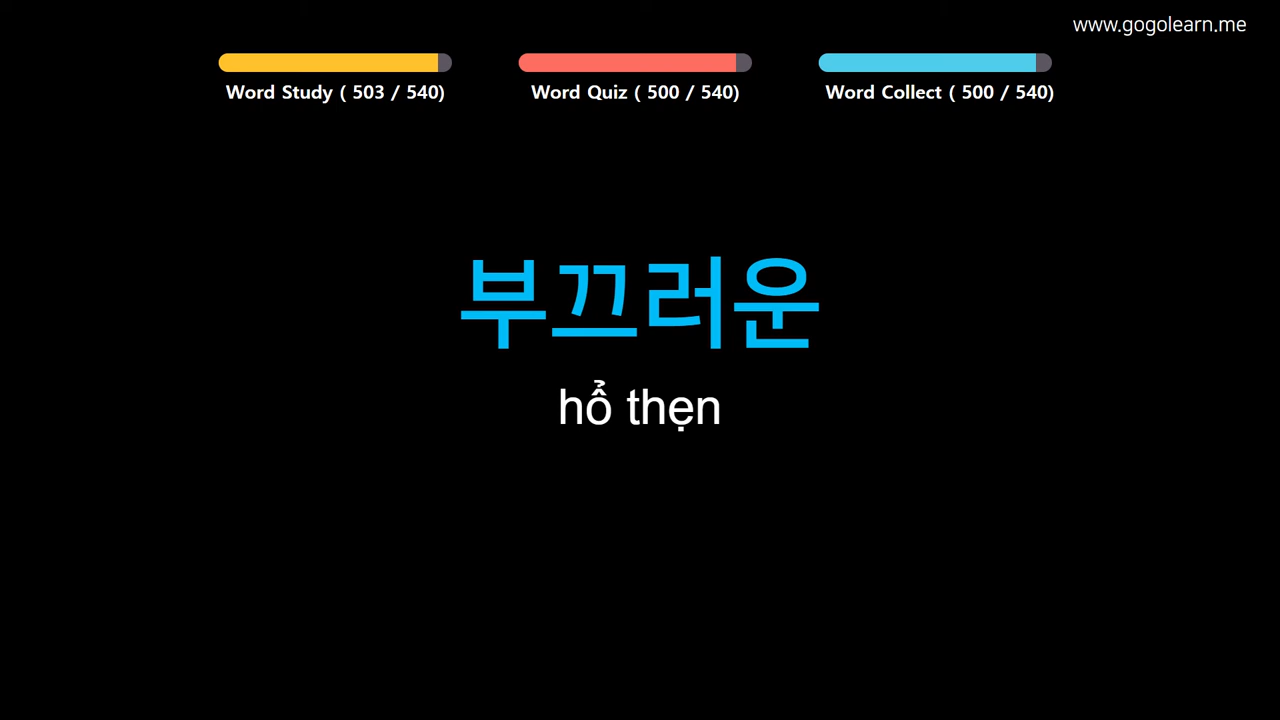 www.gogolearn.me
Word Study ( 503 / 540)
Word Quiz ( 500 / 540)
Word Collect ( 500 / 540)
부끄러운
hổ thẹn